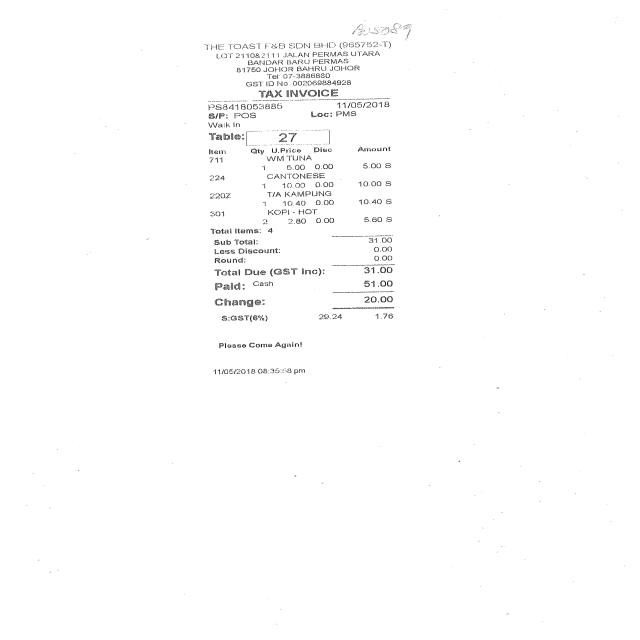 THE TOAST F&B SDN BHD (965752-T)
LOT 2110&2111 JALAN PERMAS UTARA
BANDAR BARU PERMAS
81750 JOHOR BAHRU JOHOR
Tel 07-3886880
GST ID No 002069884928
TAX INVOICE
PS8418053885 11/05/2018
S/P: POS Loc: PMS
Walk In
Table: 27
Item Qty U.Price Disc Amount
711 WM TUNA
1 5.00 0.00 5.00 S
224 CANTONESE
1 10.00 0.00 10.00 S
220Z T/A KAMPUNG
1 10.40 0.00 10.40 S
301 KOPI - HOT
2 2.80 0.00 5.60 S
Total Items: 4
Sub Total: 31.00
Less Discount: 0.00
Round: 0.00
Total Due (GST Inc): 31.00
Paid: Cash 51.00
Change: 20.00
S:GST(6%) 29.24 1.76
Please Come Again!
11/05/2018 08:35:58 pm